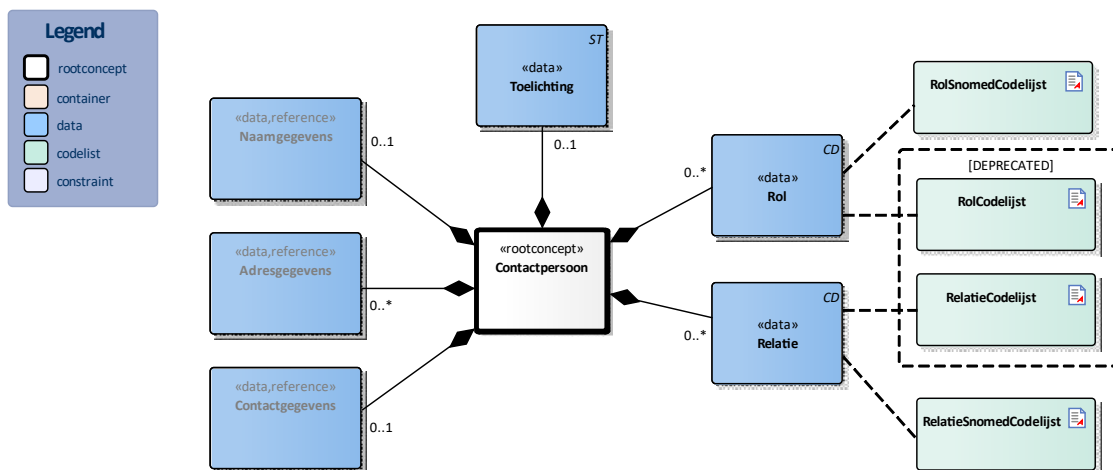 Legend
rootconcept
container
data
codelist
constraint
ST
«data»
Toelichting
0..1
«data,reference»
Naamgegevens
0..1
«data,reference»
Adresgegevens
0..*
«data,reference»
Contactgegevens
0..1
«rootconcept»
Contactpersoon
CD
«data»
Rol
0..*
CD
«data»
Relatie
0..*
RolSnomedCodelijst
[DEPRECATED]
RolCodelijst
RelatieCodelijst
RelatieSnomedCodelijst